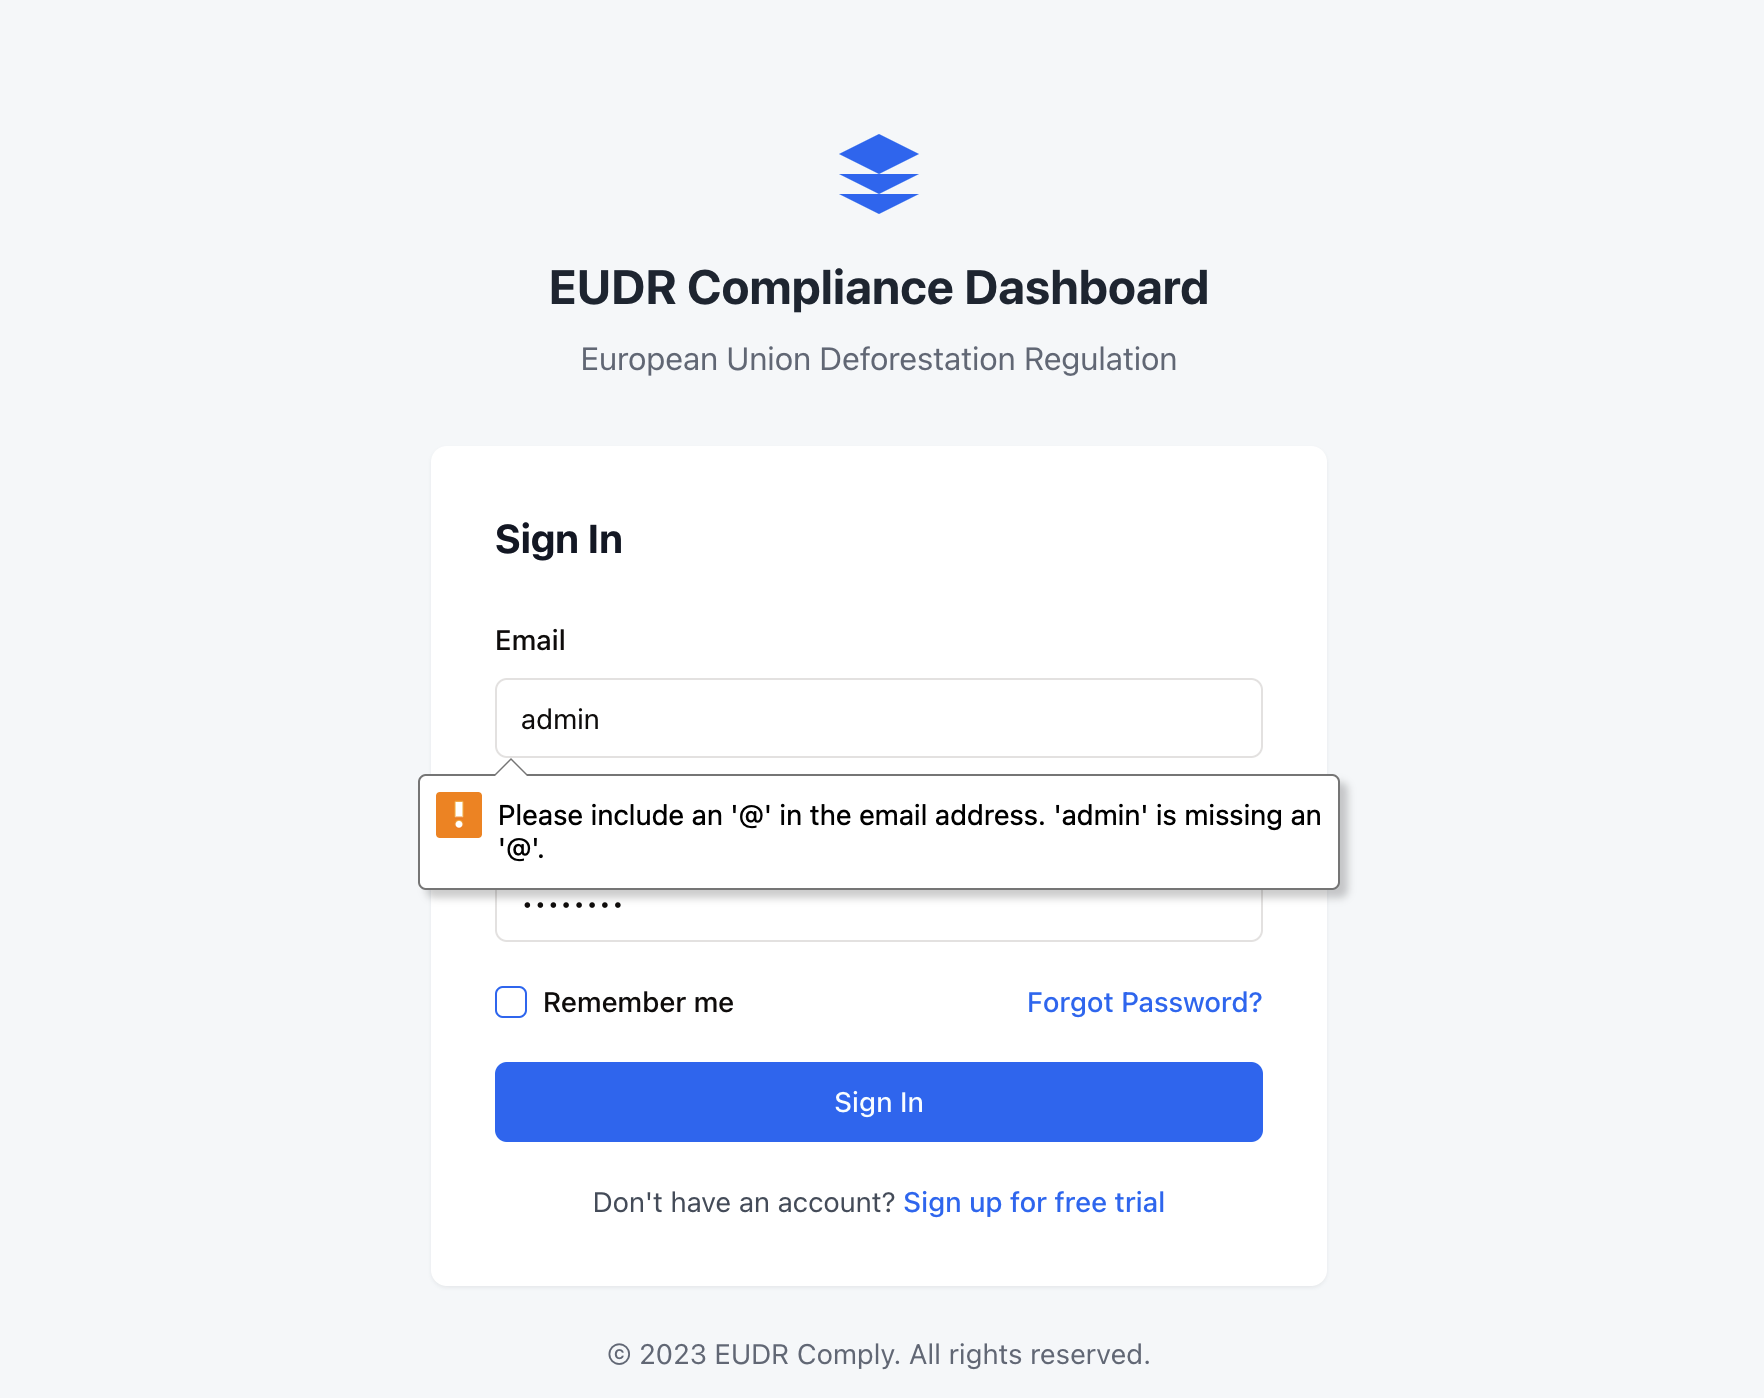 EUDR Compliance Dashboard
European Union Deforestation Regulation
Sign In
Email
admin
Please include an '@' in the email address. 'admin' is missing an
'@'.
••••••••
Remember me
Forgot Password?
Sign In
Don't have an account? Sign up for free trial
© 2023 EUDR Comply. All rights reserved.